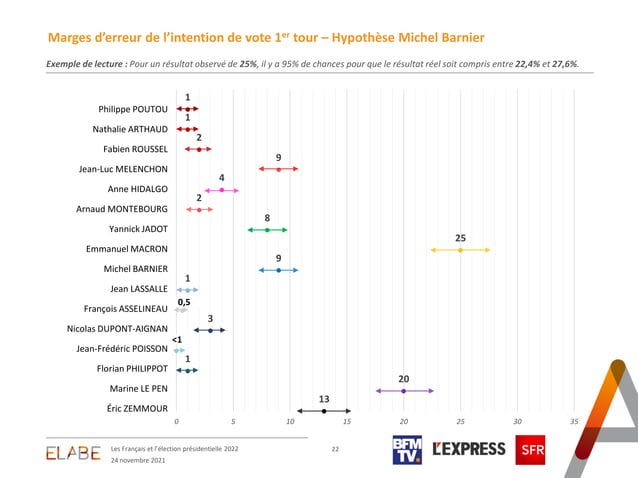 Marges d’erreur de l’intention de vote 1er tour – Hypothèse Michel Barnier
Exemple de lecture : Pour un résultat observé de 25%, il y a 95% de chances pour que le résultat réel soit compris entre 22,4% et 27,6%.
Philippe POUTOU 1
Nathalie ARTHAUD 1
Fabien ROUSSEL 2
Jean-Luc MELENCHON 9
Anne HIDALGO 4
Arnaud MONTEBOURG 2
Yannick JADOT 8
Emmanuel MACRON 25
Michel BARNIER 9
Jean LASSALLE 1
François ASSELINEAU 0,5
Nicolas DUPONT-AIGNAN 3
Jean-Frédéric POISSON <1
Florian PHILIPPOT 1
Marine LE PEN 20
Éric ZEMMOUR 13
0 5 10 15 20 25 30 35
ELABE
Les Français et l’élection présidentielle 2022
24 novembre 2021
22
BFM
TV.
L'EXPRESS
SFR